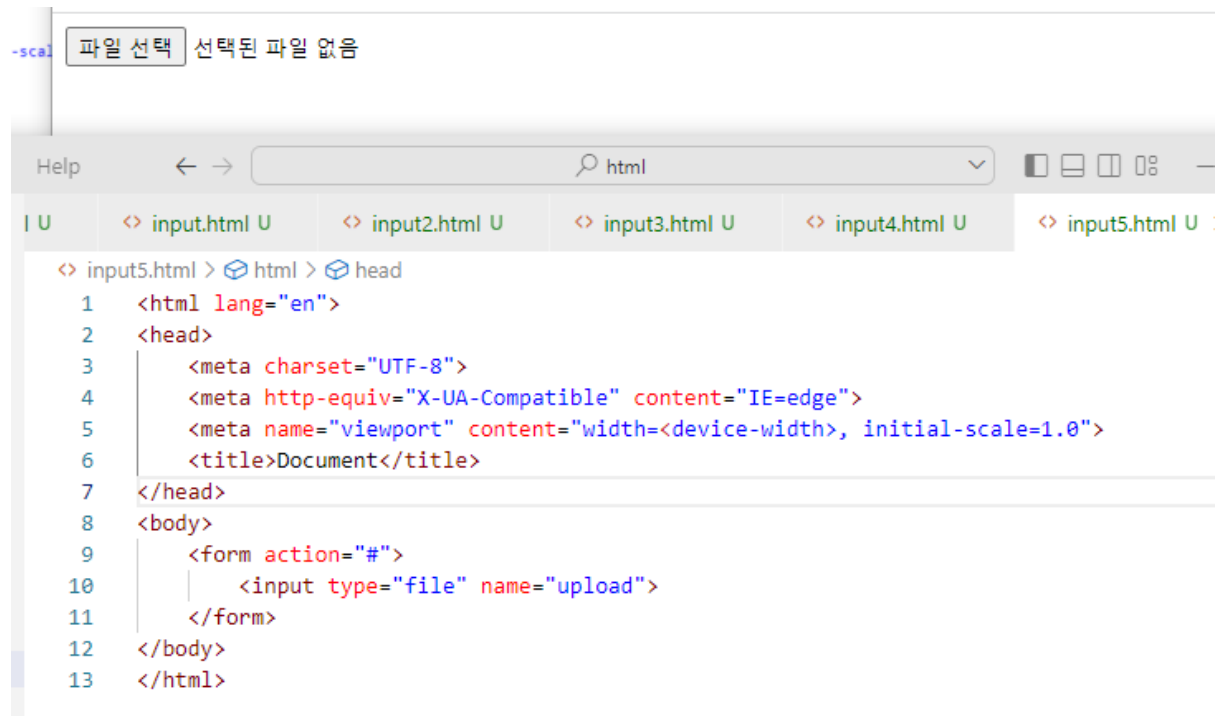 -scal
파일 선택 선택된 파일 없음
Help html
l U input.html U input2.html U input3.html U input4.html U input5.html U
input5.html > html > head
1 <html lang="en">
2 <head>
3 <meta charset="UTF-8">
4 <meta http-equiv="X-UA-Compatible" content="IE=edge">
5 <meta name="viewport" content="width=<device-width>, initial-scale=1.0">
6 <title>Document</title>
7 </head>
8 <body>
9 <form action="#">
10 <input type="file" name="upload">
11 </form>
12 </body>
13 </html>